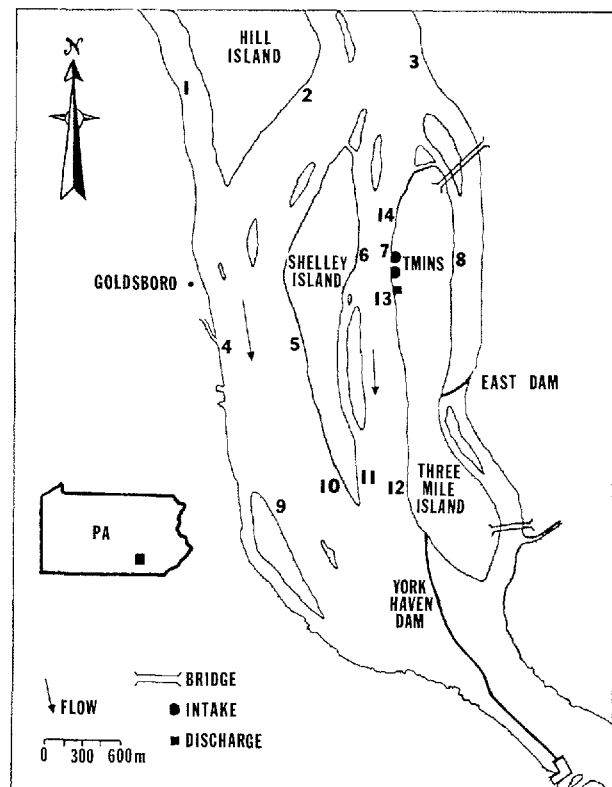 HILL
ISLAND
N
1
2
3
14
7
6
SHELLEY
ISLAND
TMINS
8
13
GOLDSBORO
4
5
EAST DAM
10
11
12
9
THREE
MILE
ISLAND
PA
YORK
HAVEN
DAM
BRIDGE
FLOW
INTAKE
DISCHARGE
0 300 600m